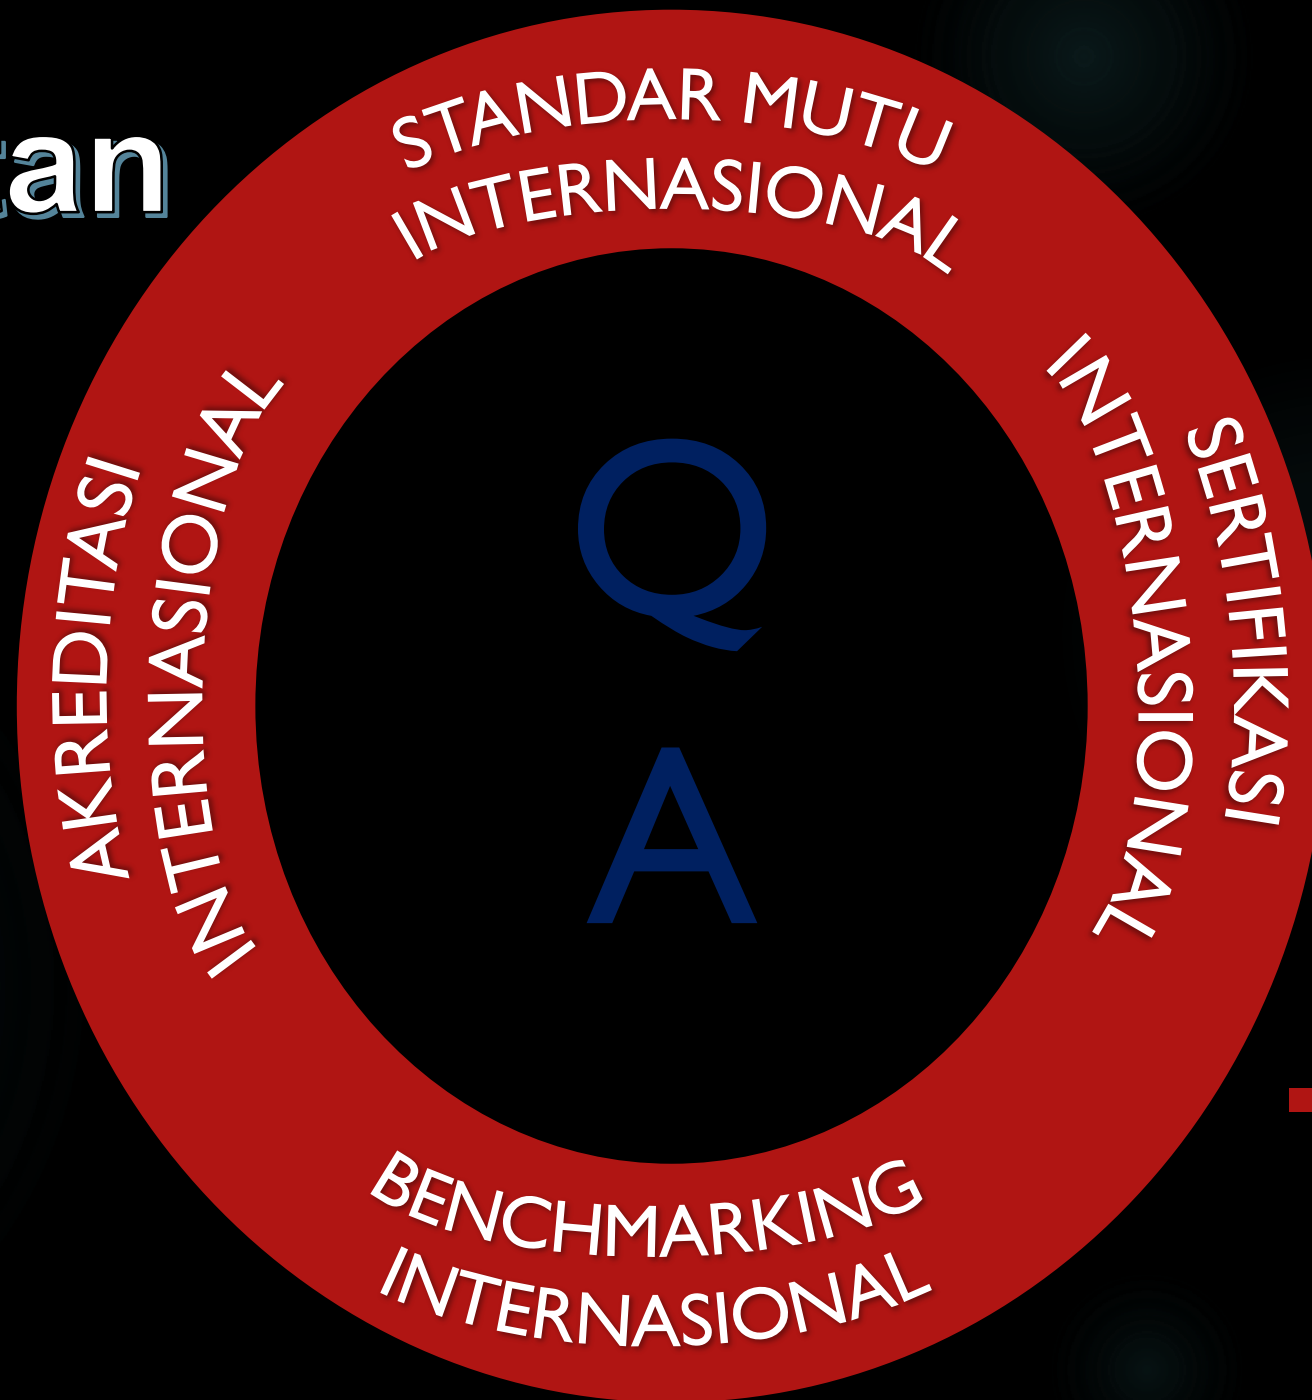 an
STANDAR MUTU
INTERNASIONAL
AKREDITASI
INTERNASIONAL
SERTIFIKASI
INTERNASIONAL
Q
A
BENCHMARKING
INTERNASIONAL